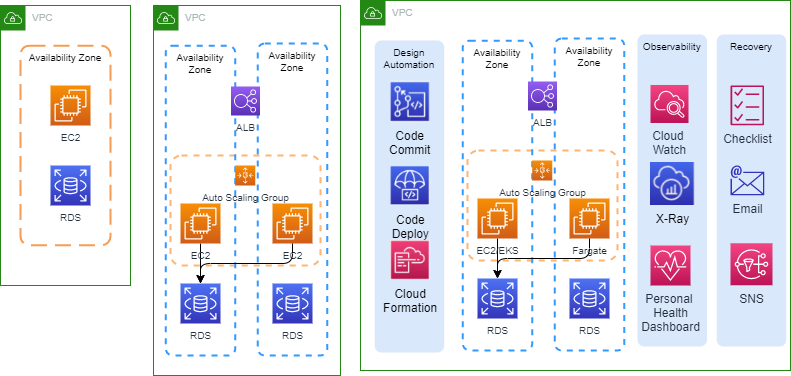 VPC
Availability Zone
EC2
RDS
VPC
Availability
Zone
Availability
Zone
ALB
Auto Scaling Group
EC2
EC2
RDS
RDS
VPC
Design
Automation
Code
Commit
Code
Deploy
Cloud
Formation
Availability
Zone
Availability
Zone
ALB
Auto Scaling Group
EC2/EKS
Fargate
RDS
RDS
Observability
Cloud
Watch
X-Ray
Personal
Health
Dashboard
Recovery
Checklist
@
Email
SNS